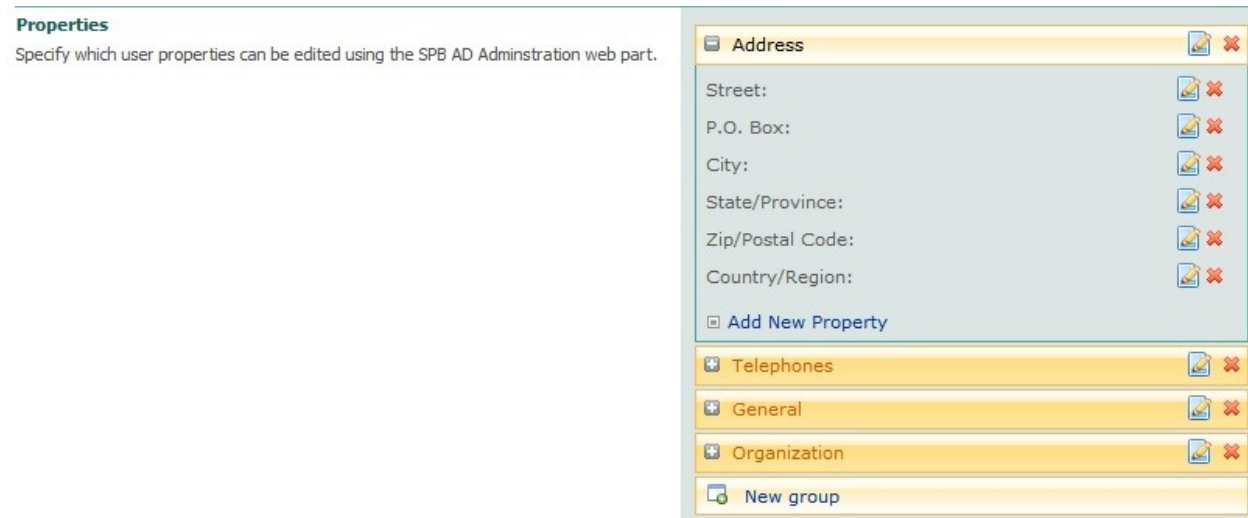 Properties
Specify which user properties can be edited using the SPB AD Adminstration web part.
Address
Street:
P.O. Box:
City:
State/Province:
Zip/Postal Code:
Country/Region:
Add New Property
Telephones
General
Organization
New group